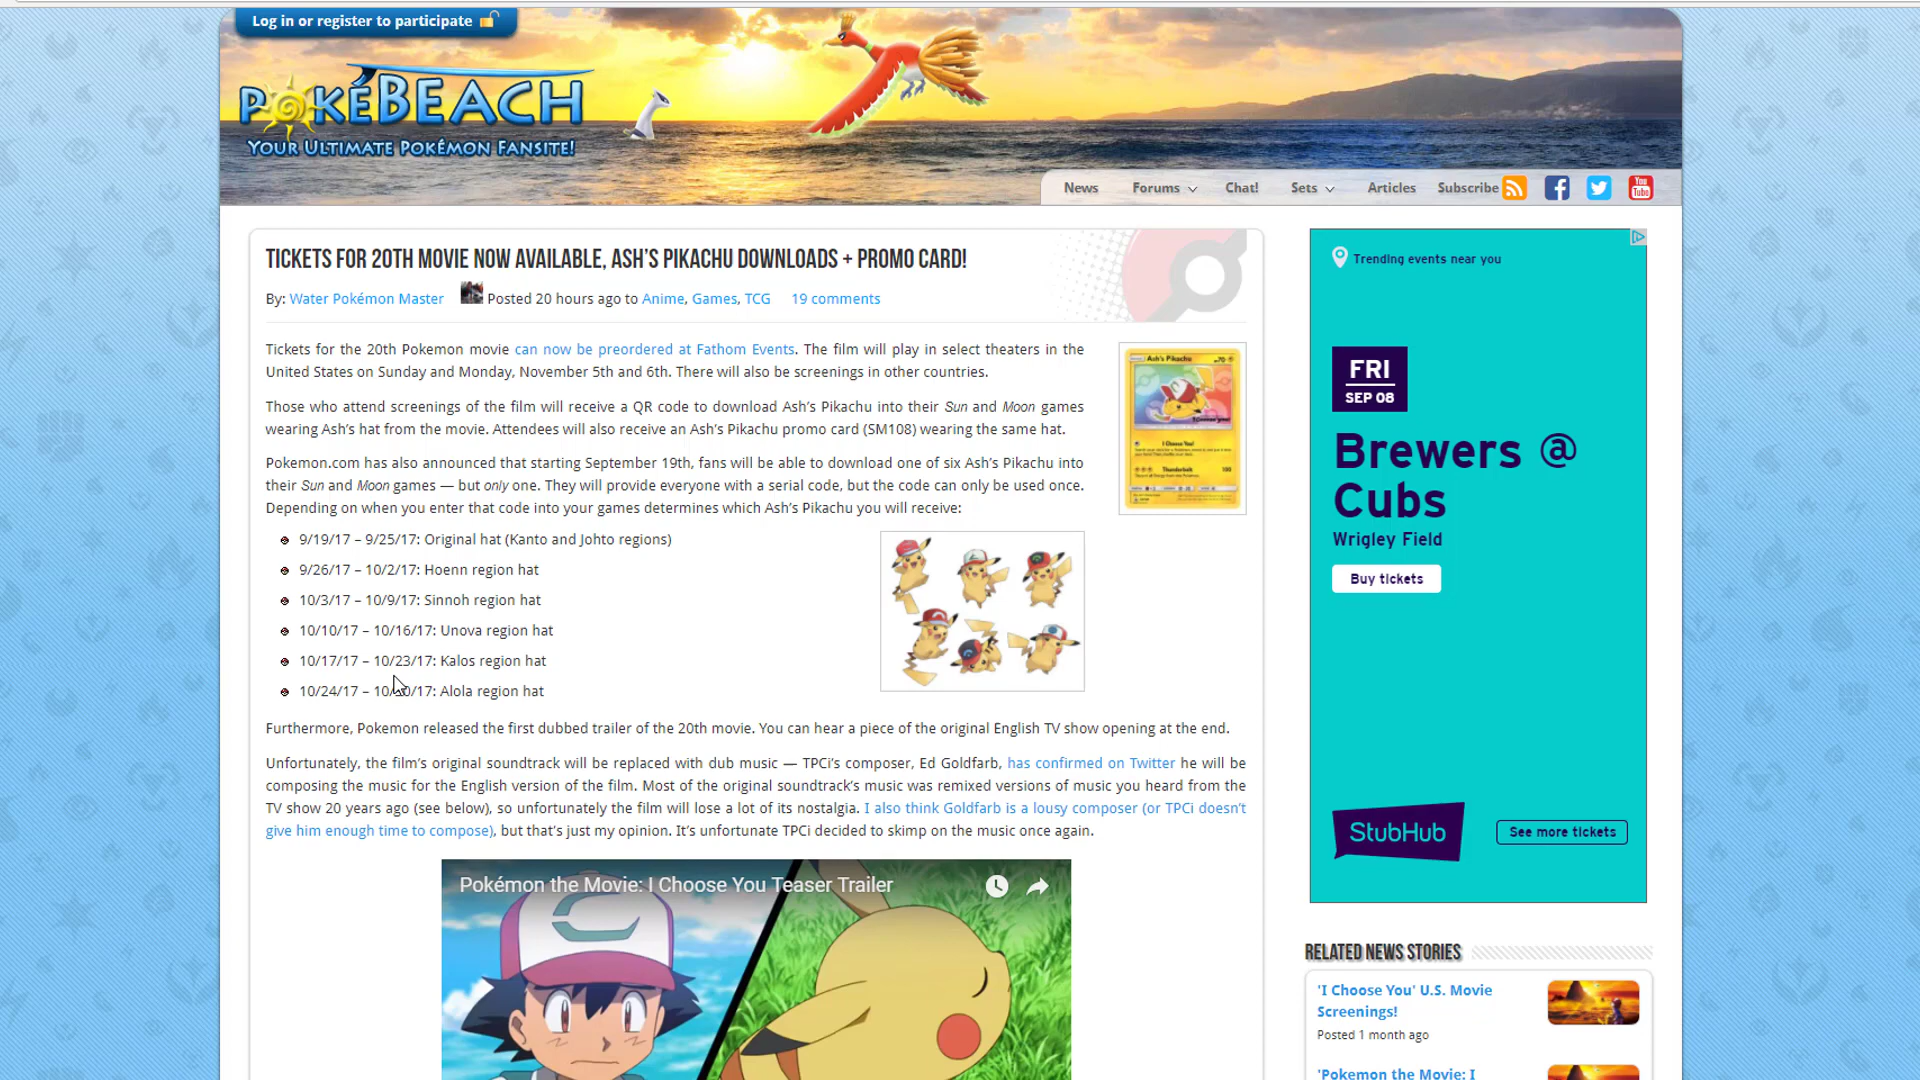 Log in or register to participate
POKÉBEACH
YOUR ULTIMATE POKÉMON FANSITE!
News Forums Chat! Sets Articles Subscribe
You
Tube
TICKETS FOR 20TH MOVIE NOW AVAILABLE, ASH'S PIKACHU DOWNLOADS + PROMO CARD!
By: Water Pokémon Master Posted 20 hours ago to Anime, Games, TCG 19 comments
Tickets for the 20th Pokemon movie can now be preordered at Fathom Events. The film will play in select theaters in the
United States on Sunday and Monday, November 5th and 6th. There will also be screenings in other countries.
Those who attend screenings of the film will receive a QR code to download Ash's Pikachu into their Sun and Moon games
wearing Ash's hat from the movie. Attendees will also receive an Ash's Pikachu promo card (SM108) wearing the same hat.
Pokemon.com has also announced that starting September 19th, fans will be able to download one of six Ash's Pikachu into
their Sun and Moon games — but only one. They will provide everyone with a serial code, but the code can only be used once.
Depending on when you enter that code into your games determines which Ash's Pikachu you will receive:
9/19/17 – 9/25/17: Original hat (Kanto and Johto regions)
9/26/17 – 10/2/17: Hoenn region hat
10/3/17 – 10/9/17: Sinnoh region hat
10/10/17 – 10/16/17: Unova region hat
10/17/17 – 10/23/17: Kalos region hat
10/24/17 – 10/30/17: Alola region hat
Ash's Pikachu 70
I Choose You!
Thunderbolt 100
Furthermore, Pokemon released the first dubbed trailer of the 20th movie. You can hear a piece of the original English TV show opening at the end.
Unfortunately, the film's original soundtrack will be replaced with dub music — TPCi's composer, Ed Goldfarb, has confirmed on Twitter he will be
composing the music for the English version of the film. Most of the original soundtrack's music was remixed versions of music you heard from the
TV show 20 years ago (see below), so unfortunately the film will lose a lot of its nostalgia. I also think Goldfarb is a lousy composer (or TPCi doesn't
give him enough time to compose), but that's just my opinion. It's unfortunate TPCi decided to skimp on the music once again.
Pokémon the Movie: I Choose You Teaser Trailer
Trending events near you
FRI
SEP 08
Brewers @
Cubs
Wrigley Field
Buy tickets
StubHub
See more tickets
RELATED NEWS STORIES
'I Choose You' U.S. Movie
Screenings!
Posted 1 month ago
'Pokemon the Movie: I